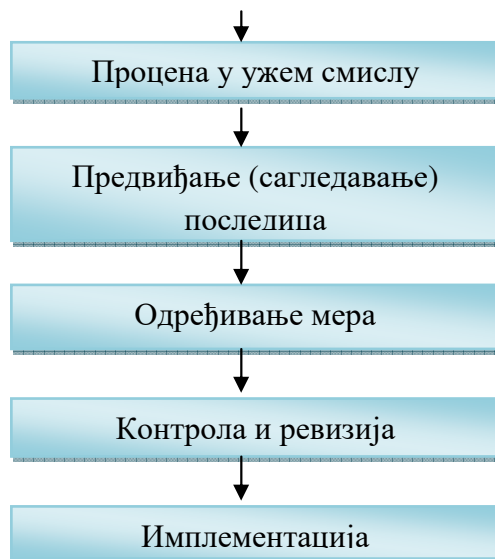 Процена у ужем смислу
Предвиђање (сагледавање)
последица
Одређивање мера
Контрола и ревизија
Имплементација